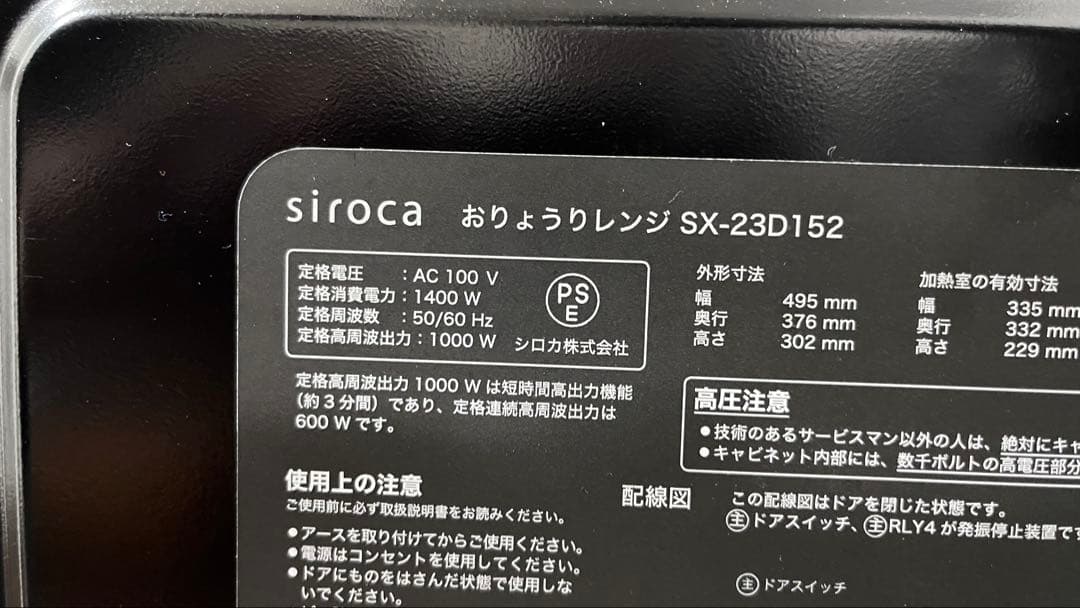 siroca おりょうりレンジ SX-23D152
定格電圧 : AC 100 V
定格消費電力 : 1400 W
定格周波数 : 50/60 Hz
定格高周波出力 : 1000 W
PS
E
シロカ株式会社
外形寸法
幅 495 mm
奥行 376 mm
高さ 302 mm
加熱室の有効寸法
幅 335 mm
奥行 332 mm
高さ 229 mm
定格高周波出力 1000 W は短時間高出力機能
(約3分間)であり、定格連続高周波出力は
600 W です。
高圧注意
●技術のあるサービスマン以外の人は、絶対にキャ
●キャビネット内部には、数千ボルトの高電圧部分
使用上の注意
ご使用前に必ず取扱説明書をお読みください。
●アースを取り付けてからご使用ください。
●電源はコンセントを使用してください。
●ドアにものをはさんだ状態で使用しな
いでください。
配線図
この配線図はドアを閉じた状態です。
㊟ドアスイッチ、㊟RLY4 が発振停止装置です
㊟ドアスイッチ